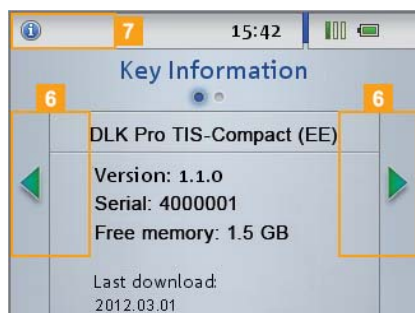 7
15:42
Key Information
6
6
DLK Pro TIS-Compact (EE)
Version: 1.1.0
Serial: 4000001
Free memory: 1.5 GB
Last download:
2012.03.01